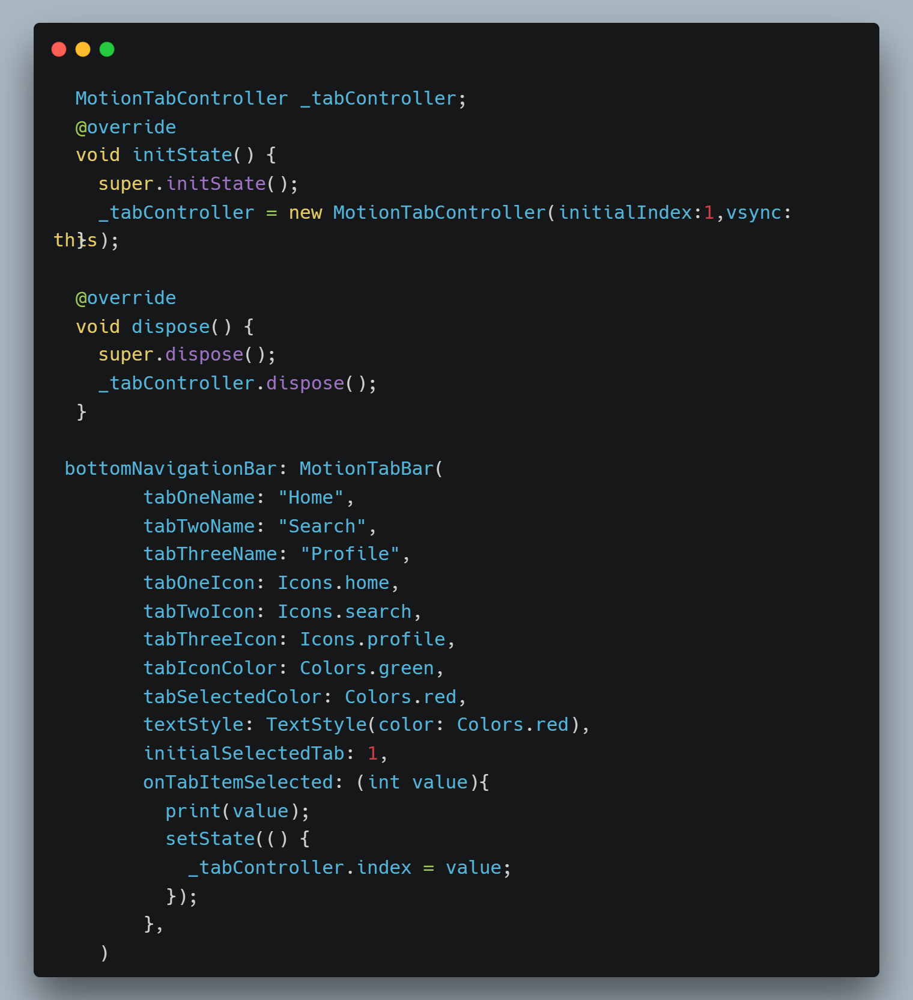 MotionTabController _tabController;
@override
void initState() {
super.initState();
_tabController = new MotionTabController(initialIndex:1,vsync:
this);
}
@override
void dispose() {
super.dispose();
_tabController.dispose();
}
bottomNavigationBar: MotionTabBar(
tabOneName: "Home",
tabTwoName: "Search",
tabThreeName: "Profile",
tabOneIcon: Icons.home,
tabTwoIcon: Icons.search,
tabThreeIcon: Icons.profile,
tabIconColor: Colors.green,
tabSelectedColor: Colors.red,
textStyle: TextStyle(color: Colors.red),
initialSelectedTab: 1,
onTabItemSelected: (int value){
print(value);
setState(() {
_tabController.index = value;
});
},
)